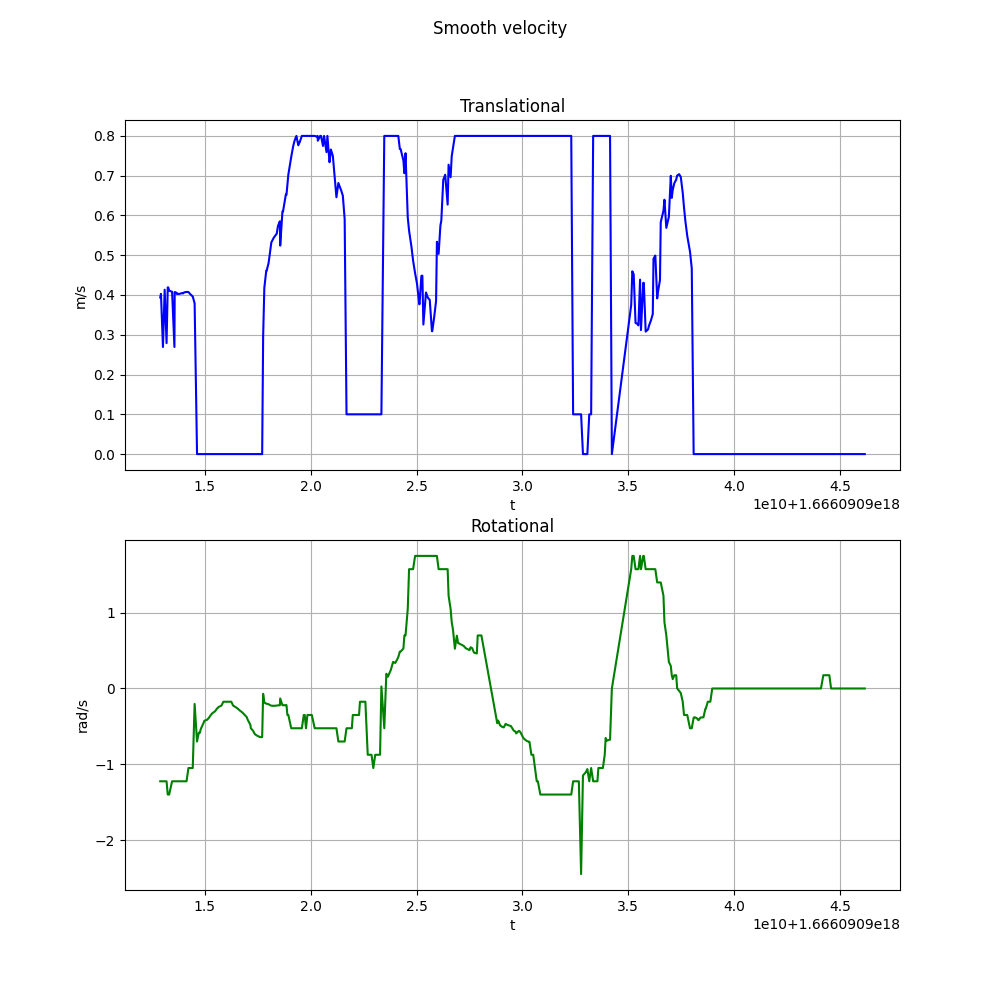 Smooth velocity
Translational
0.8
0.7
0.6
0.5
0.4
0.3
0.2
0.1
0.0
m/s
1.5 2.0 2.5 3.0 3.5 4.0 4.5
t
1e10+1.6660909e18
Rotational
1
0
−1
−2
rad/s
1.5 2.0 2.5 3.0 3.5 4.0 4.5
t
1e10+1.6660909e18